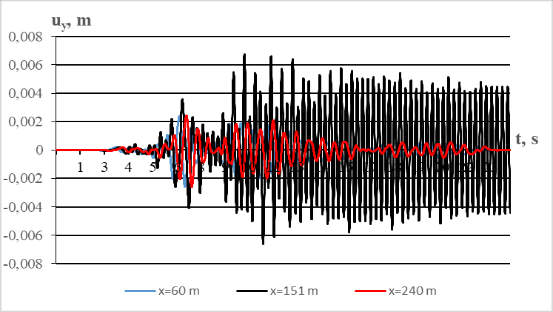 u_y, m
0,008
0,006
0,004
0,002
0
-0,002
-0,004
-0,006
-0,008
1 3 4 5
t, s
x=60 m x=151 m x=240 m